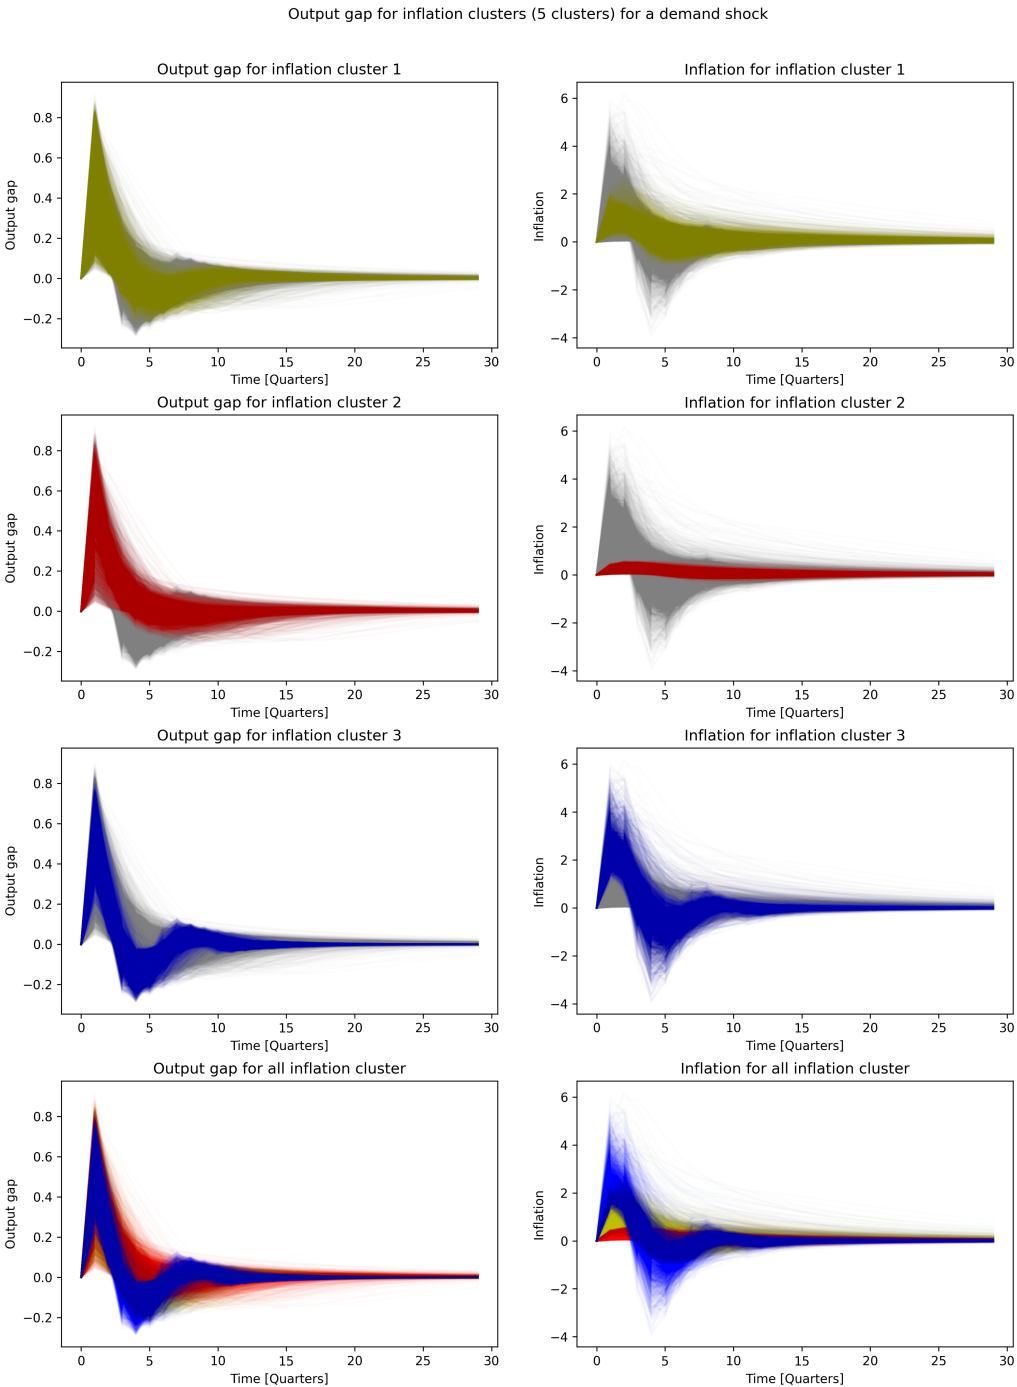 Output gap for inflation clusters (5 clusters) for a demand shock
Output gap for inflation cluster 1
Output gap
0.8
0.6
0.4
0.2
0.0
−0.2
0 5 10 15 20 25 30
Time [Quarters]
Inflation for inflation cluster 1
Inflation
6
4
2
0
−2
−4
0 5 10 15 20 25 30
Time [Quarters]
Output gap for inflation cluster 2
Output gap
0.8
0.6
0.4
0.2
0.0
−0.2
0 5 10 15 20 25 30
Time [Quarters]
Inflation for inflation cluster 2
Inflation
6
4
2
0
−2
−4
0 5 10 15 20 25 30
Time [Quarters]
Output gap for inflation cluster 3
Output gap
0.8
0.6
0.4
0.2
0.0
−0.2
0 5 10 15 20 25 30
Time [Quarters]
Inflation for inflation cluster 3
Inflation
6
4
2
0
−2
−4
0 5 10 15 20 25 30
Time [Quarters]
Output gap for all inflation cluster
Output gap
0.8
0.6
0.4
0.2
0.0
−0.2
0 5 10 15 20 25 30
Time [Quarters]
Inflation for all inflation cluster
Inflation
6
4
2
0
−2
−4
0 5 10 15 20 25 30
Time [Quarters]